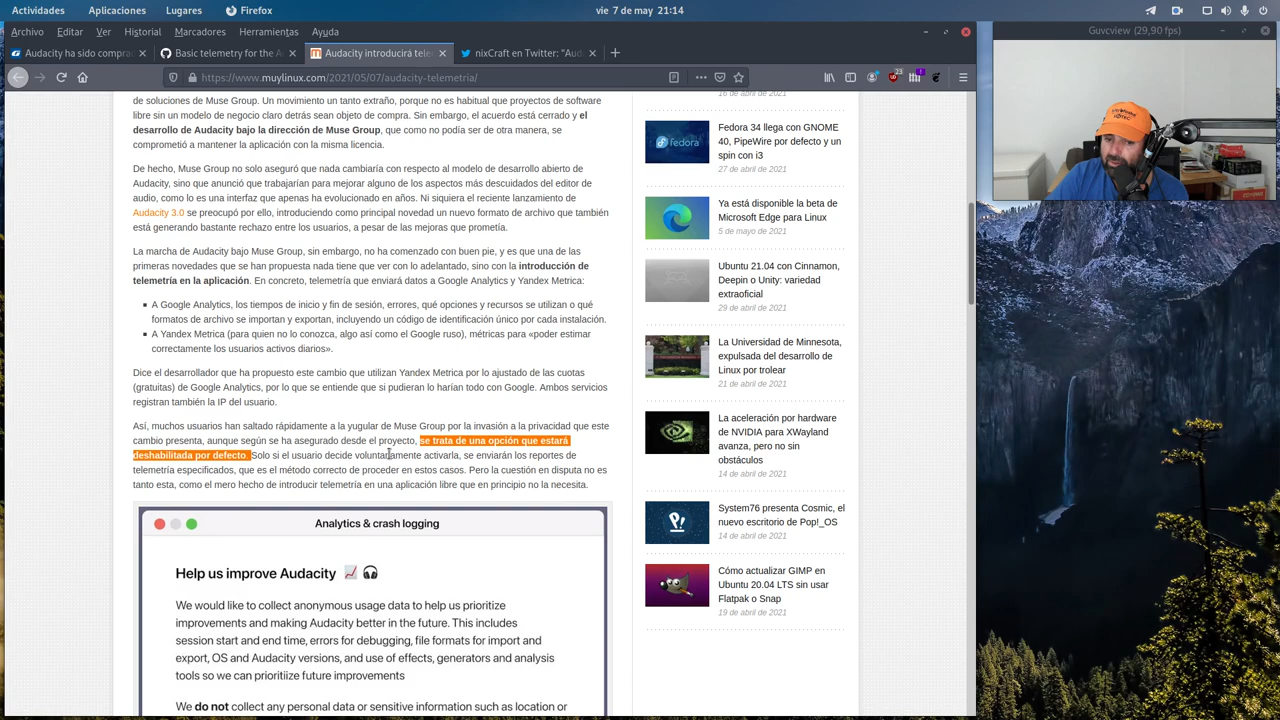 Actividades Aplicaciones Lugares Firefox vie 7 de may 21:14
Archivo Editar Ver Historial Marcadores Herramientas Ayuda
Guvcview (29,90 fps)
Audacity ha sido compra
Basic telemetry for the A
Audacity introducirá tele
nixCraft en Twitter: "Aud
https://www.muylinux.com/2021/05/07/audacity-telemetria/
23
1
de soluciones de Muse Group. Un movimiento un tanto extraño, porque no es habitual que proyectos de software
libre sin un modelo de negocio claro detrás sean objeto de compra. Sin embargo, el acuerdo está cerrado y el
desarrollo de Audacity bajo la dirección de Muse Group, que como no podía ser de otra manera, se
comprometió a mantener la aplicación con la misma licencia.
De hecho, Muse Group no solo aseguró que nada cambiaría con respecto al modelo de desarrollo abierto de
Audacity, sino que anunció que trabajarían para mejorar alguno de los aspectos más descuidados del editor de
audio, como lo es una interfaz que apenas ha evolucionado en años. Ni siquiera el reciente lanzamiento de
Audacity 3.0 se preocupó por ello, introduciendo como principal novedad un nuevo formato de archivo que también
está generando bastante rechazo entre los usuarios, a pesar de las mejoras que prometía.
La marcha de Audacity bajo Muse Group, sin embargo, no ha comenzado con buen pie, y es que una de las
primeras novedades que se han propuesta nada tiene que ver con lo adelantado, sino con la introducción de
telemetría en la aplicación. En concreto, telemetría que enviará datos a Google Analytics y Yandex Metrica:
A Google Analytics, los tiempos de inicio y fin de sesión, errores, qué opciones y recursos se utilizan o qué
formatos de archivo se importan y exportan, incluyendo un código de identificación único por cada instalación.
A Yandex Metrica (para quien no lo conozca, algo así como el Google ruso), métricas para «poder estimar
correctamente los usuarios activos diarios».
Dice el desarrollador que ha propuesto este cambio que utilizan Yandex Metrica por lo ajustado de las cuotas
(gratuitas) de Google Analytics, por lo que se entiende que si pudieran lo harían todo con Google. Ambos servicios
registran también la IP del usuario.
Así, muchos usuarios han saltado rápidamente a la yugular de Muse Group por la invasión a la privacidad que este
cambio presenta, aunque según se ha asegurado desde el proyecto, se trata de una opción que estará
deshabilitada por defecto. Solo si el usuario decide voluntariamente activarla, se enviarán los reportes de
telemetría especificados, que es el método correcto de proceder en estos casos. Pero la cuestión en disputa no es
tanto esta, como el mero hecho de introducir telemetría en una aplicación libre que en principio no la necesita.
Analytics & crash logging
Help us improve Audacity
We would like to collect anonymous usage data to help us prioritize
improvements and making Audacity better in the future. This includes
session start and end time, errors for debugging, file formats for import and
export, OS and Audacity versions, and use of effects, generators and analysis
tools so we can prioritiize future improvements
We do not collect any personal data or sensitive information such as location or
16 de abril de 2021
fedora
Fedora 34 llega con GNOME
40, PipeWire por defecto y un
spin con i3
27 de abril de 2021
Ya está disponible la beta de
Microsoft Edge para Linux
5 de mayo de 2021
Ubuntu 21.04 con Cinnamon,
Deepin o Unity: variedad
extraoficial
29 de abril de 2021
La Universidad de Minnesota,
expulsada del desarrollo de
Linux por trolear
21 de abril de 2021
La aceleración por hardware
de NVIDIA para XWayland
avanza, pero no sin
obstáculos
14 de abril de 2021
System76 presenta Cosmic, el
nuevo escritorio de Pop!_OS
14 de abril de 2021
Cómo actualizar GIMP en
Ubuntu 20.04 LTS sin usar
Flatpak o Snap
19 de abril de 2021